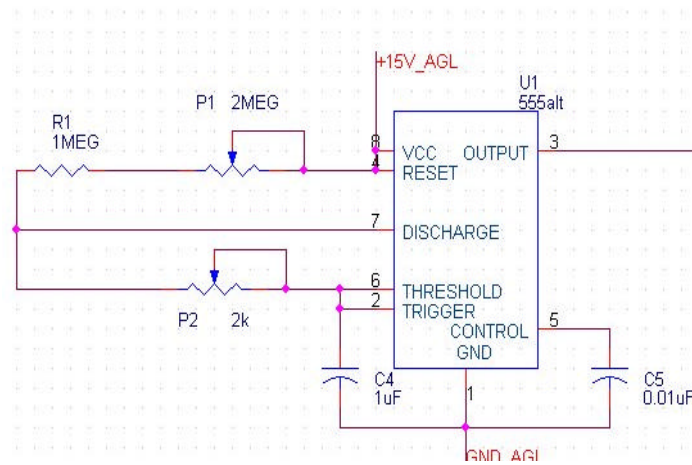 +15V_AGL
U1
555alt
P1 2MEG
R1
1MEG
8
VCC
OUTPUT
3
4
RESET
7
DISCHARGE
6
THRESHOLD
2
TRIGGER
P2 2k
CONTROL
5
GND
C4
1uF
1
C5
0.01uF
GND_AGL